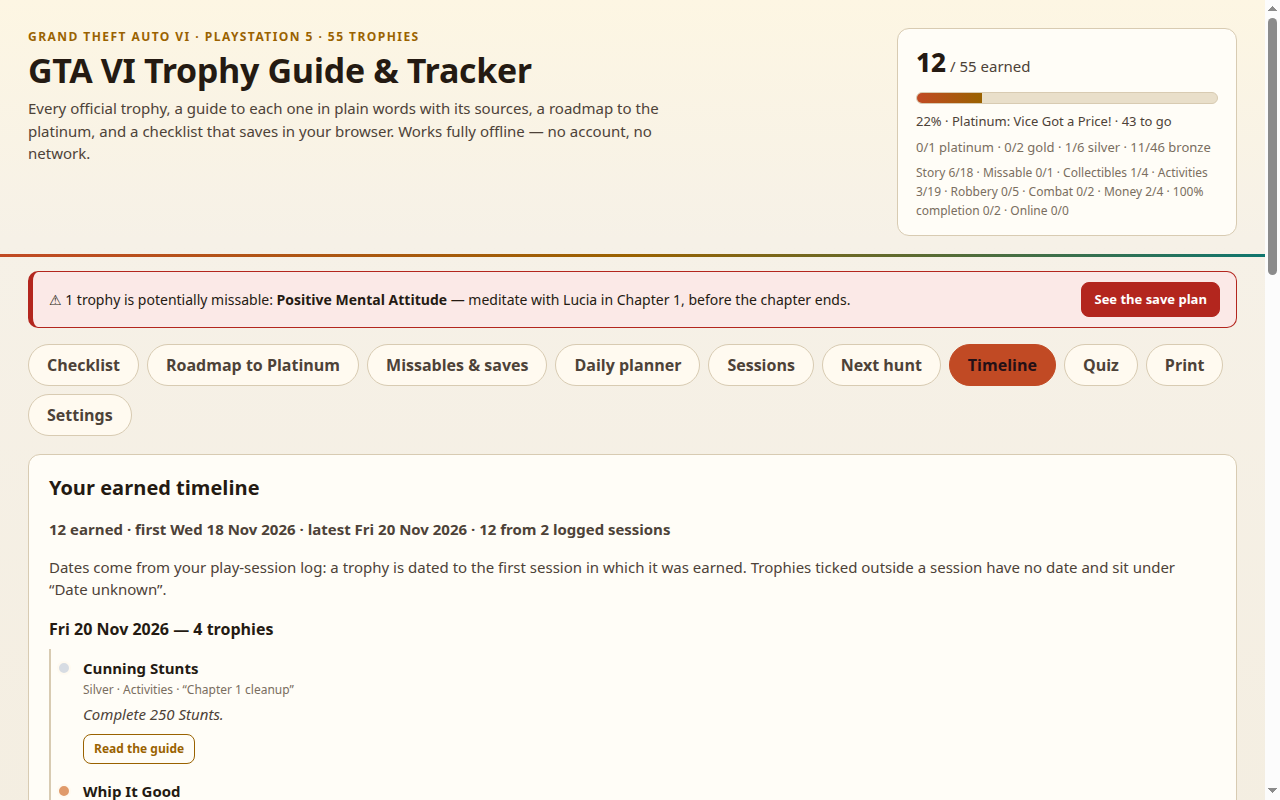 GRAND THEFT AUTO VI · PLAYSTATION 5 · 55 TROPHIES
GTA VI Trophy Guide & Tracker
Every official trophy, a guide to each one in plain words with its sources, a roadmap to the
platinum, and a checklist that saves in your browser. Works fully offline — no account, no
network.
12 / 55 earned
22% · Platinum: Vice Got a Price! · 43 to go
0/1 platinum · 0/2 gold · 1/6 silver · 11/46 bronze
Story 6/18 · Missable 0/1 · Collectibles 1/4 · Activities
3/19 · Robbery 0/5 · Combat 0/2 · Money 2/4 · 100%
completion 0/2 · Online 0/0
⚠ 1 trophy is potentially missable: Positive Mental Attitude — meditate with Lucia in Chapter 1, before the chapter ends.
See the save plan
Checklist
Roadmap to Platinum
Missables & saves
Daily planner
Sessions
Next hunt
Timeline
Quiz
Print
Settings
Your earned timeline
12 earned · first Wed 18 Nov 2026 · latest Fri 20 Nov 2026 · 12 from 2 logged sessions
Dates come from your play-session log: a trophy is dated to the first session in which it was earned. Trophies ticked outside a session have no date and sit under
“Date unknown”.
Fri 20 Nov 2026 — 4 trophies
Cunning Stunts
Silver · Activities · “Chapter 1 cleanup”
Complete 250 Stunts.
Read the guide
Whip It Good